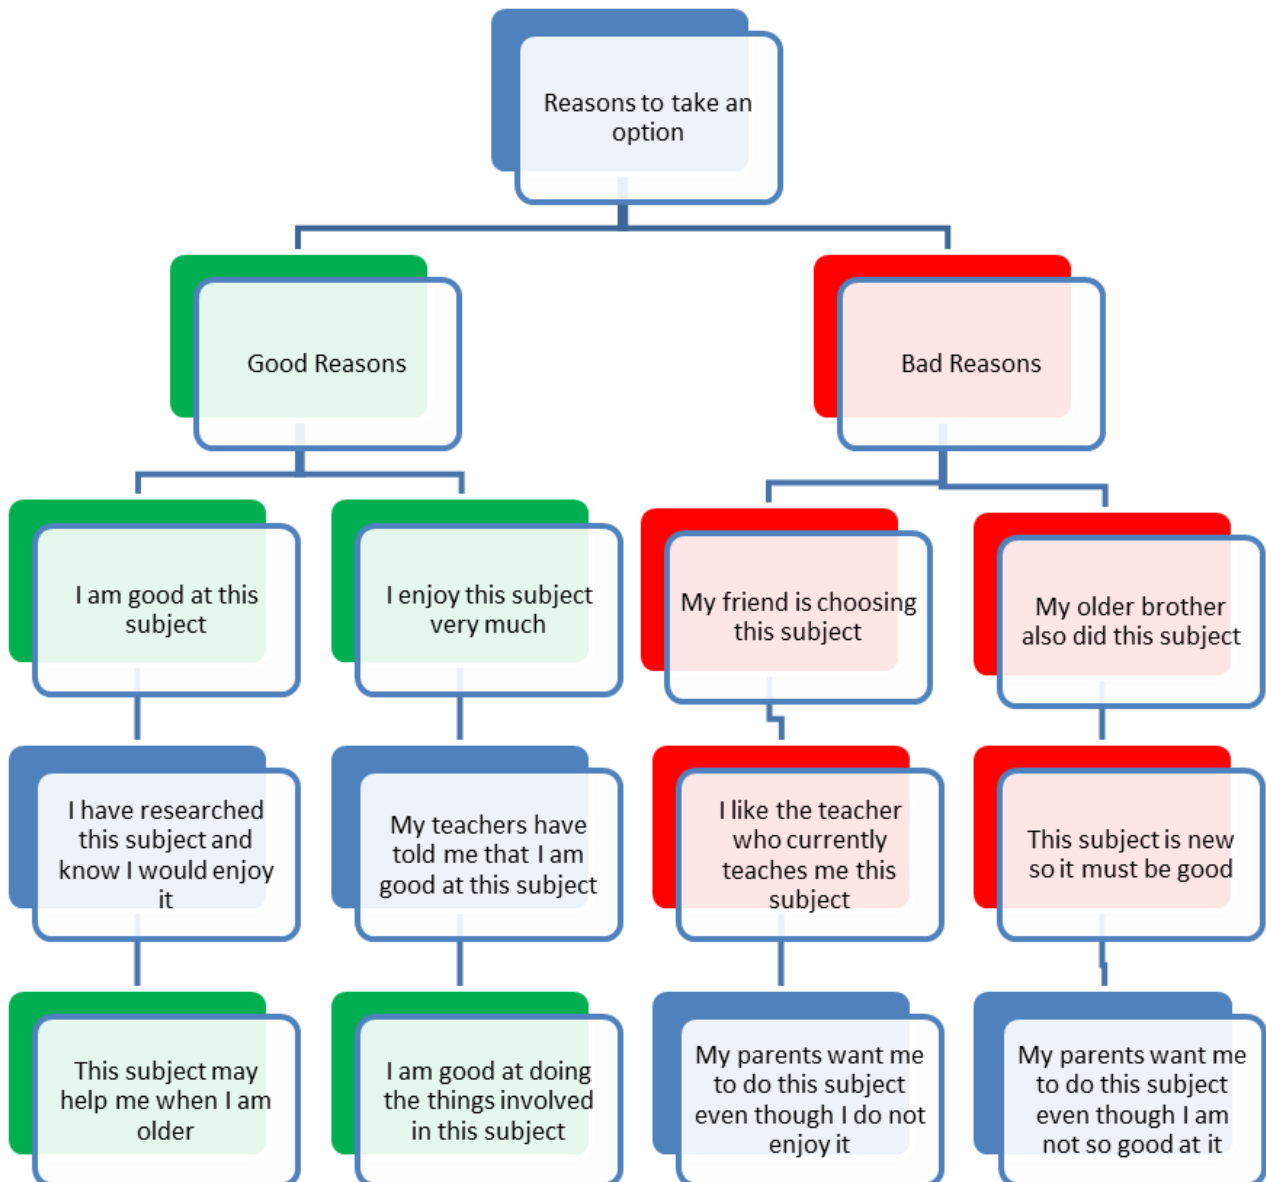 Reasons to take an
option
Good Reasons
Bad Reasons
I am good at this
subject
I enjoy this subject
very much
My friend is choosing
this subject
My older brother
also did this subject
I have researched
this subject and
know I would enjoy
it
My teachers have
told me that I am
good at this subject
I like the teacher
who currently
teaches me this
subject
This subject is new
so it must be good
This subject may
help me when I am
older
I am good at doing
the things involved
in this subject
My parents want me
to do this subject
even though I do not
enjoy it
My parents want me
to do this subject
even though I am
not so good at it